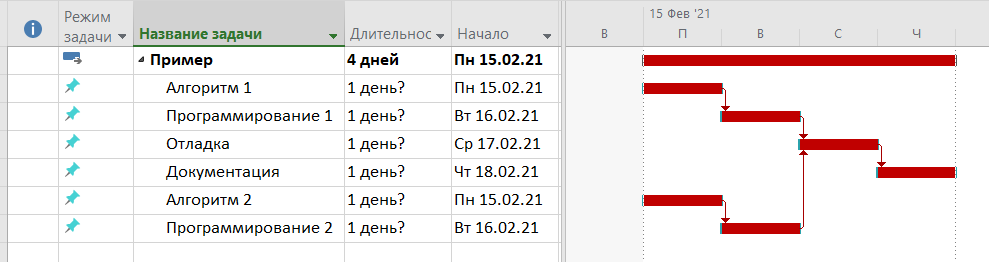 15 Фев '21
Режим задачи Название задачи Длительнос Начало В П В С Ч
Пример 4 дней Пн 15.02.21
Алгоритм 1 1 день? Пн 15.02.21
Программирование 1 1 день? Вт 16.02.21
Отладка 1 день? Ср 17.02.21
Документация 1 день? Чт 18.02.21
Алгоритм 2 1 день? Пн 15.02.21
Программирование 2 1 день? Вт 16.02.21